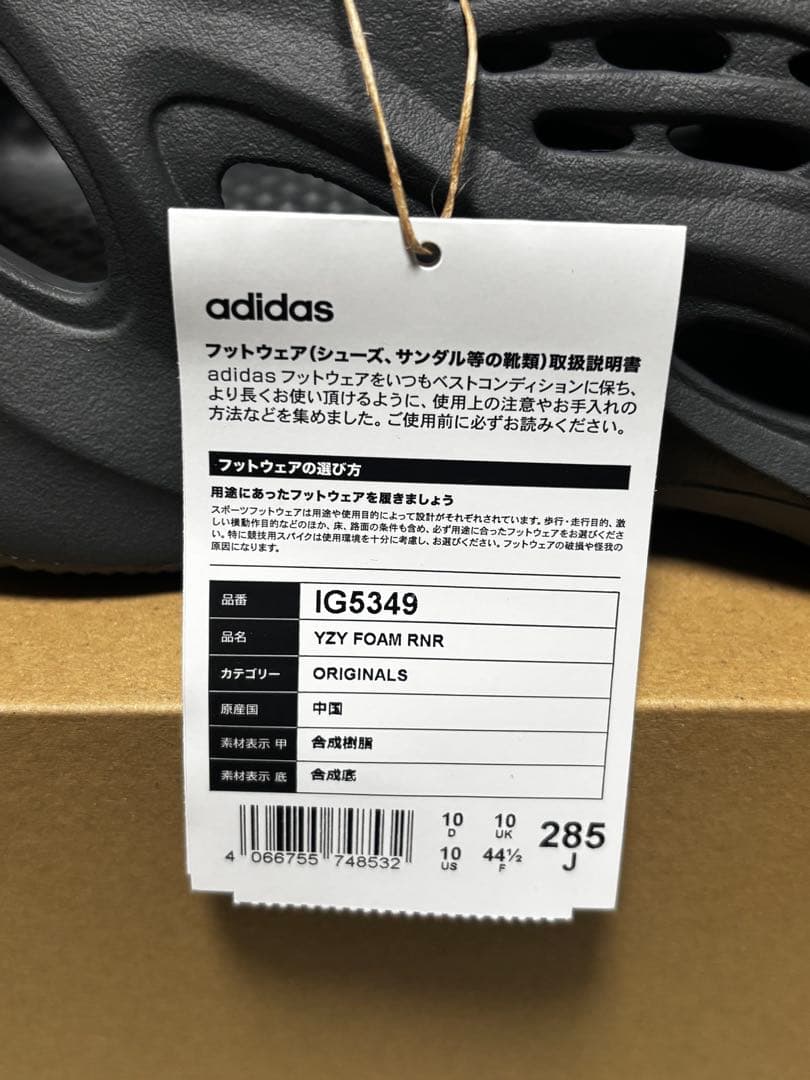 adidas
フットウェア(シューズ、サンダル等の靴類)取扱説明書
adidas フットウェアをいつもベストコンディションに保ち、
より長くお使い頂けるように、使用上の注意やお手入れの
方法などを集めました。ご使用前に必ずお読みください。
フットウェアの選び方
用途にあったフットウェアを履きましょう
スポーツフットウェアは用途や使用目的によって設計がそれぞれされています。歩行・走行目的、激
しい横動作目的などのほか、床、路面の条件も含め、必ず用途に合ったフットウェアをお選びくださ
い。特に競技用スパイクは使用環境を十分に考慮し、お選びください。フットウェアの破損や怪我の
原因になります。
品番 IG5349
品名 YZY FOAM RNR
カテゴリー ORIGINALS
原産国 中国
素材表示 甲 合成樹脂
素材表示 底 合成底
10 D 10 UK 285 J
10 US 44½ F
4 066755 748532